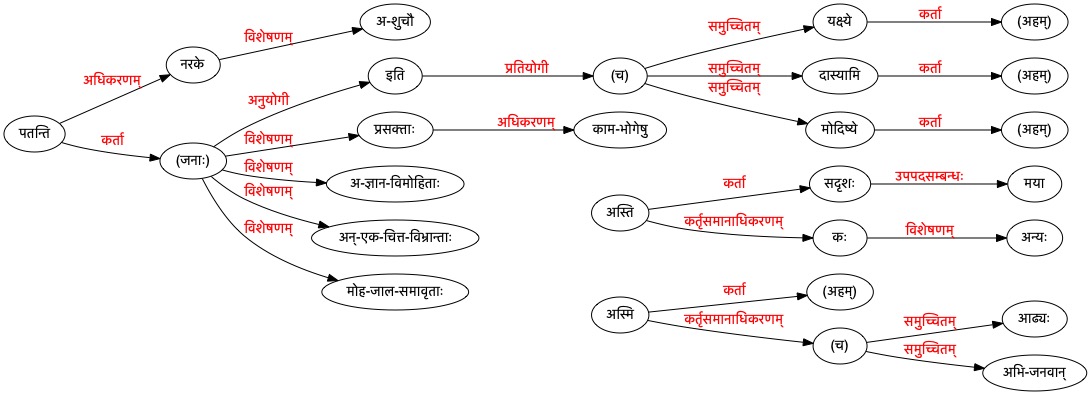 अ-शुचौ
यक्ष्ये
कर्ता
(अहम्)
विशेषणम्
समुच्चितम्
नरके
अधिकरणम्
इति
प्रतियोगी
(च)
समुच्चितम्
दास्यामि
कर्ता
(अहम्)
अनुयोगी
समुच्चितम्
पतन्ति
कर्ता
(जनाः)
विशेषणम्
प्रसक्ताः
अधिकरणम्
काम-भोगेषु
मोदिष्ये
कर्ता
(अहम्)
विशेषणम्
अ-ज्ञान-विमोहिताः
अस्ति
कर्ता
सदृशः
उपपदसम्बन्धः
मया
विशेषणम्
अन्-एक-चित्त-विभ्रान्ताः
कर्तृसमानाधिकरणम्
कः
विशेषणम्
अन्यः
विशेषणम्
मोह-जाल-समावृताः
अस्मि
कर्ता
(अहम्)
कर्तृसमानाधिकरणम्
(च)
समुच्चितम्
आढ्यः
समुच्चितम्
अभि-जनवान्